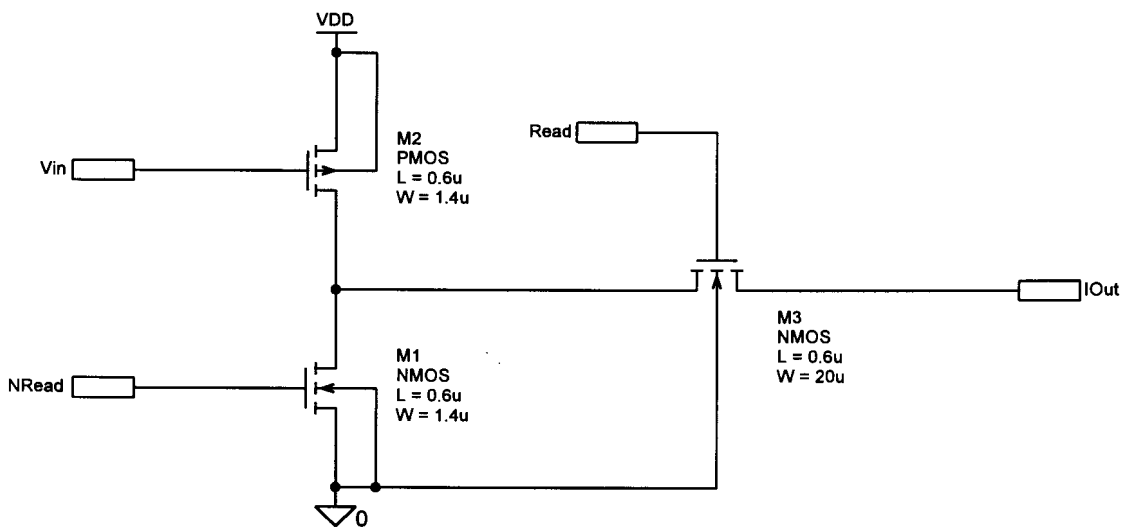 VDD
Vin
M2
PMOS
L = 0.6u
W = 1.4u
Read
IOut
M3
NMOS
L = 0.6u
W = 20u
NRead
M1
NMOS
L = 0.6u
W = 1.4u
0